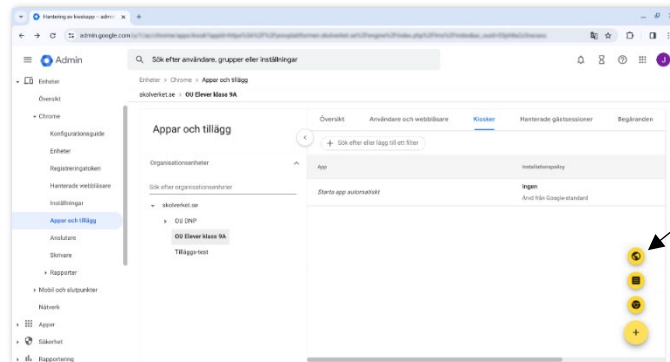 Hantering av kioskapp – admi
admin.google.com
Admin
Sök efter användare, grupper eller inställningar
J
Enheter > Chrome > Appar och tillägg
skolverket.se > OU Elever klass 9A
Enheter
Översikt
Chrome
Konfigurationsguide
Enheter
Registreringstoken
Hanterade webbläsare
Inställningar
Appar och tillägg
Anslutare
Skrivare
Rapporter
Mobil och slutpunkter
Nätverk
Appar
Säkerhet
Rapportering
Appar och tillägg
Organisationsenheter
Sök efter organisationsenheter
skolverket.se
OU DNP
OU Elever klass 9A
Tilläggs-test
Översikt
Användare och webbläsare
Kiosker
Hanterade gästsessioner
Begäranden
+ Sök efter eller lägg till ett filter
App
Installationspolicy
Starta app automatiskt
Ingen
Ärvd från Google-standard